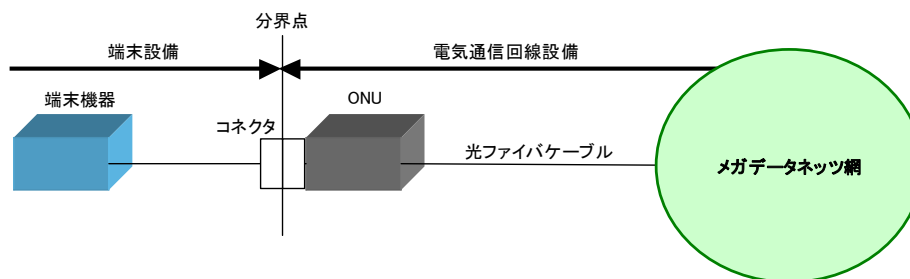 分界点
端末設備
電気通信回線設備
端末機器
ONU
コネクタ
光ファイバケーブル
メガデータネッツ網